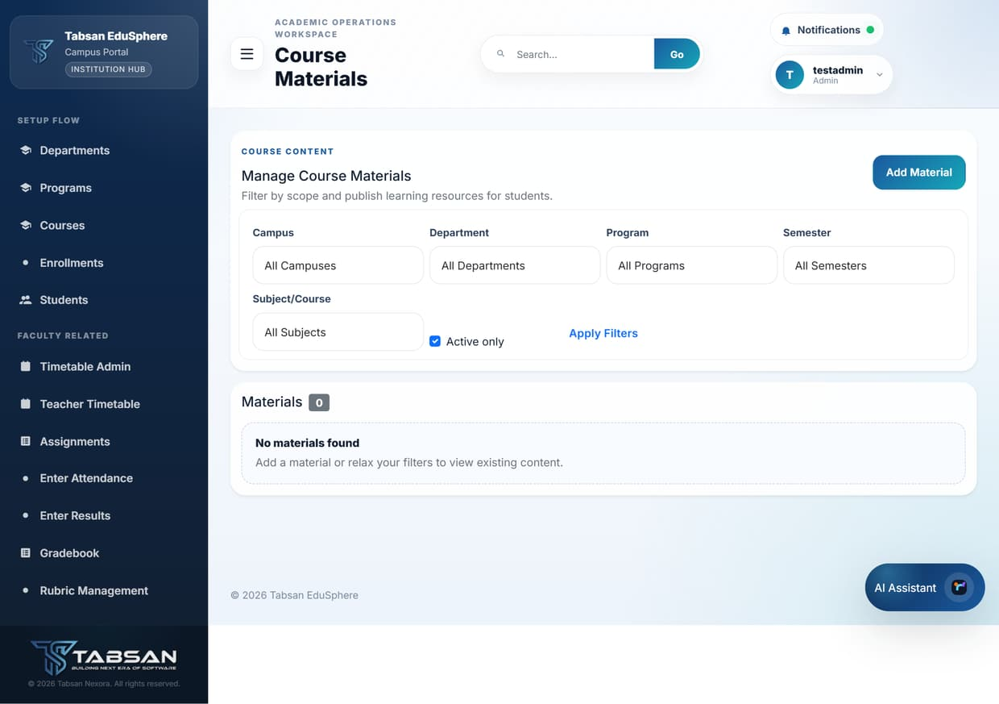 Tabsan EduSphere
Campus Portal
INSTITUTION HUB
SETUP FLOW
Departments
Programs
Courses
Enrollments
Students
FACULTY RELATED
Timetable Admin
Teacher Timetable
Assignments
Enter Attendance
Enter Results
Gradebook
Rubric Management
TABSAN
BUILDING NEXT ERA OF SOFTWARE
© 2026 Tabsan Nexora. All rights reserved.
ACADEMIC OPERATIONS
WORKSPACE
Course
Materials
Search...
Go
Notifications
T
testadmin
Admin
COURSE CONTENT
Manage Course Materials
Filter by scope and publish learning resources for students.
Add Material
Campus
Department
Program
Semester
All Campuses
All Departments
All Programs
All Semesters
Subject/Course
All Subjects
Active only
Apply Filters
Materials 0
No materials found
Add a material or relax your filters to view existing content.
© 2026 Tabsan EduSphere
AI Assistant